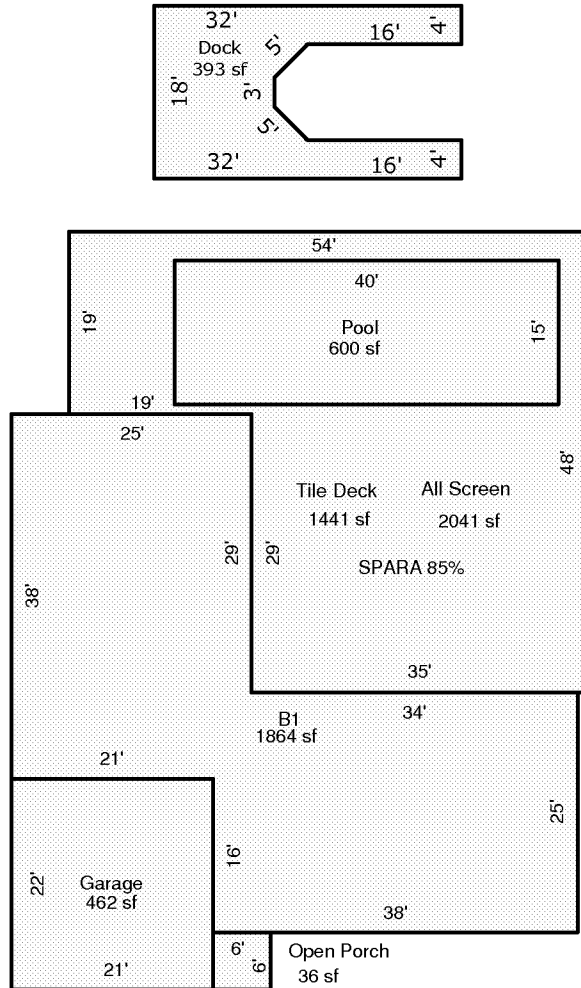 32'
Dock
393 sf
5'
16'
4'
18'
3'
5'
32'
16'
4'
54'
40'
19'
Pool
600 sf
15'
19'
25'
48'
Tile Deck
1441 sf
All Screen
2041 sf
29'
29'
SPARA 85%
38'
35'
34'
B1
1864 sf
21'
25'
16'
22'
Garage
462 sf
38'
6'
6'
Open Porch
36 sf
21'